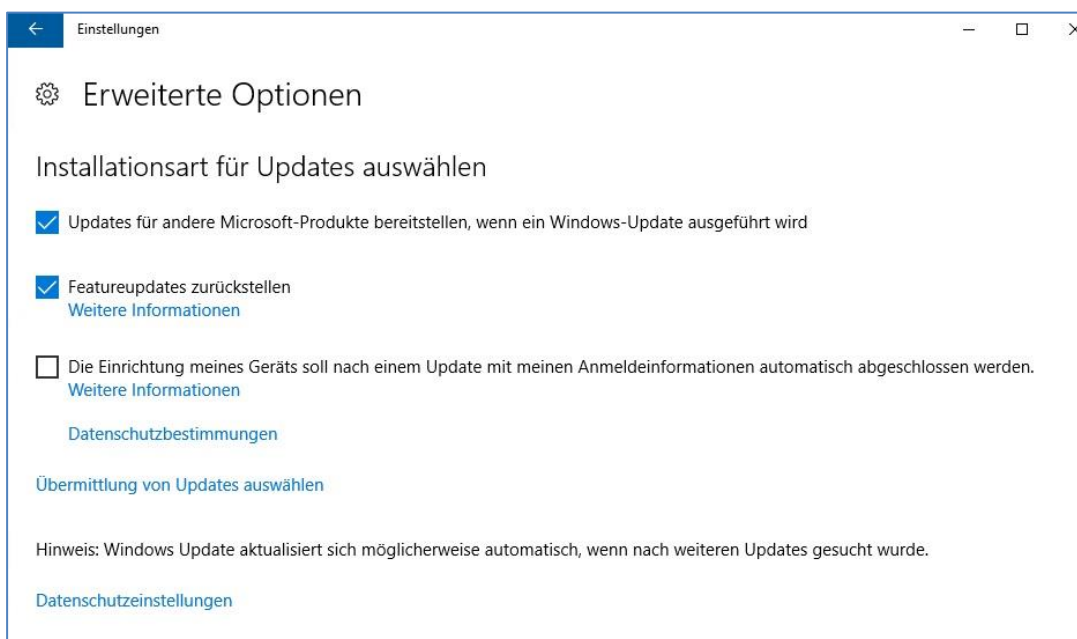 Einstellungen
Erweiterte Optionen
Installationsart für Updates auswählen
Updates für andere Microsoft-Produkte bereitstellen, wenn ein Windows-Update ausgeführt wird
Featureupdates zurückstellen
Weitere Informationen
Die Einrichtung meines Geräts soll nach einem Update mit meinen Anmeldeinformationen automatisch abgeschlossen werden.
Weitere Informationen
Datenschutzbestimmungen
Übermittlung von Updates auswählen
Hinweis: Windows Update aktualisiert sich möglicherweise automatisch, wenn nach weiteren Updates gesucht wurde.
Datenschutzeinstellungen